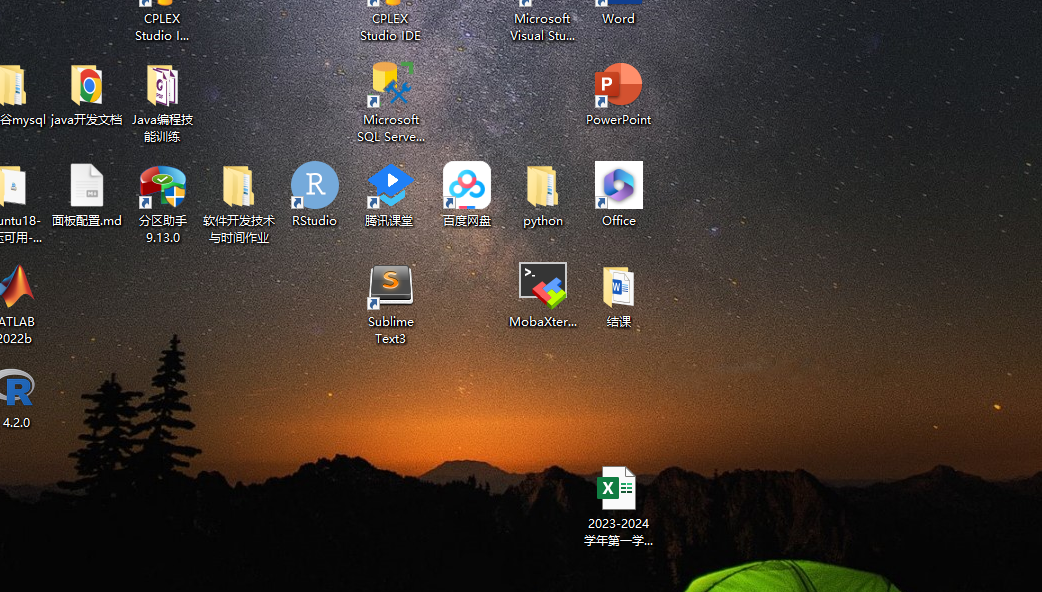 CPLEX
Studio I...
CPLEX
Studio IDE
Microsoft
Visual Stu...
Word
谷mysql
java开发文档
Java编程技
能训练
Microsoft
SQL Serve...
PowerPoint
untu18-
运可用-...
面板配置.md
分区助手
9.13.0
软件开发技术
与时间作业
RStudio
腾讯课堂
百度网盘
python
Office
ATLAB
2022b
Sublime
Text3
MobaXter...
结课
4.2.0
2023-2024
学年第一学...